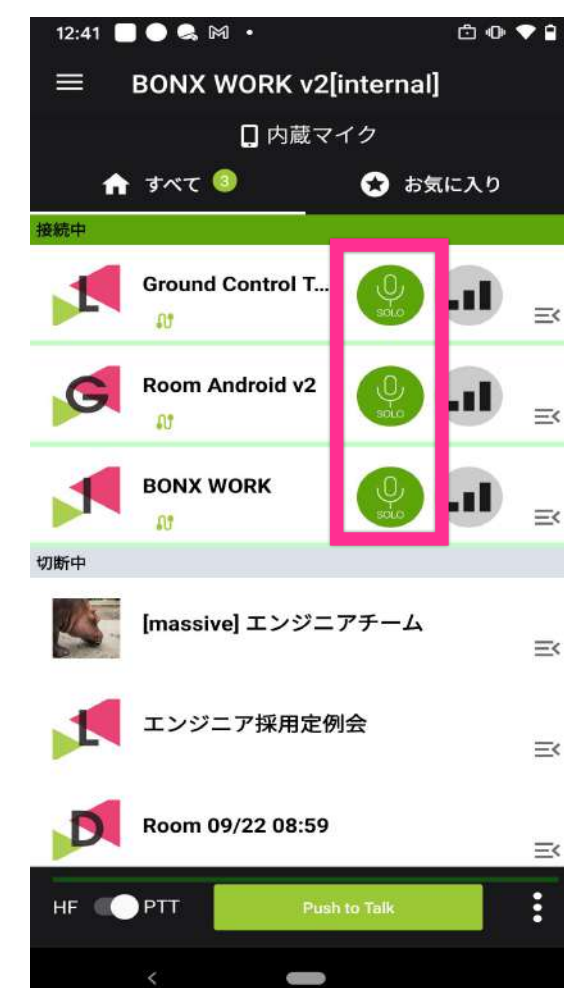 12:41
BONX WORK v2[internal]
内蔵マイク
すべて 3
お気に入り
接続中
L
Ground Control T...
SOLO
G
Room Android v2
SOLO
I
BONX WORK
SOLO
切断中
[massive] エンジニアチーム
L
エンジニア採用定例会
D
Room 09/22 08:59
HF PTT
Push to Talk